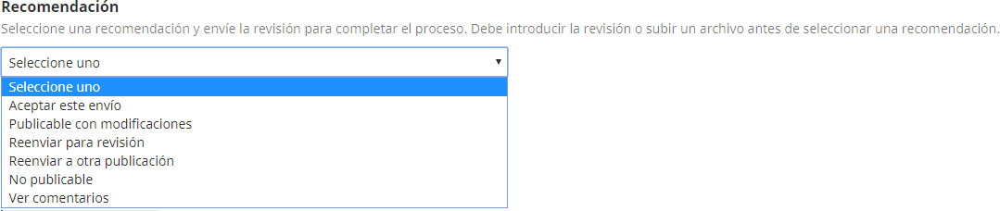 Recomendación
Seleccione una recomendación y envíe la revisión para completar el proceso. Debe introducir la revisión o subir un archivo antes de seleccionar una recomendación.
Seleccione uno
Seleccione uno
Aceptar este envío
Publicable con modificaciones
Reenviar para revisión
Reenviar a otra publicación
No publicable
Ver comentarios